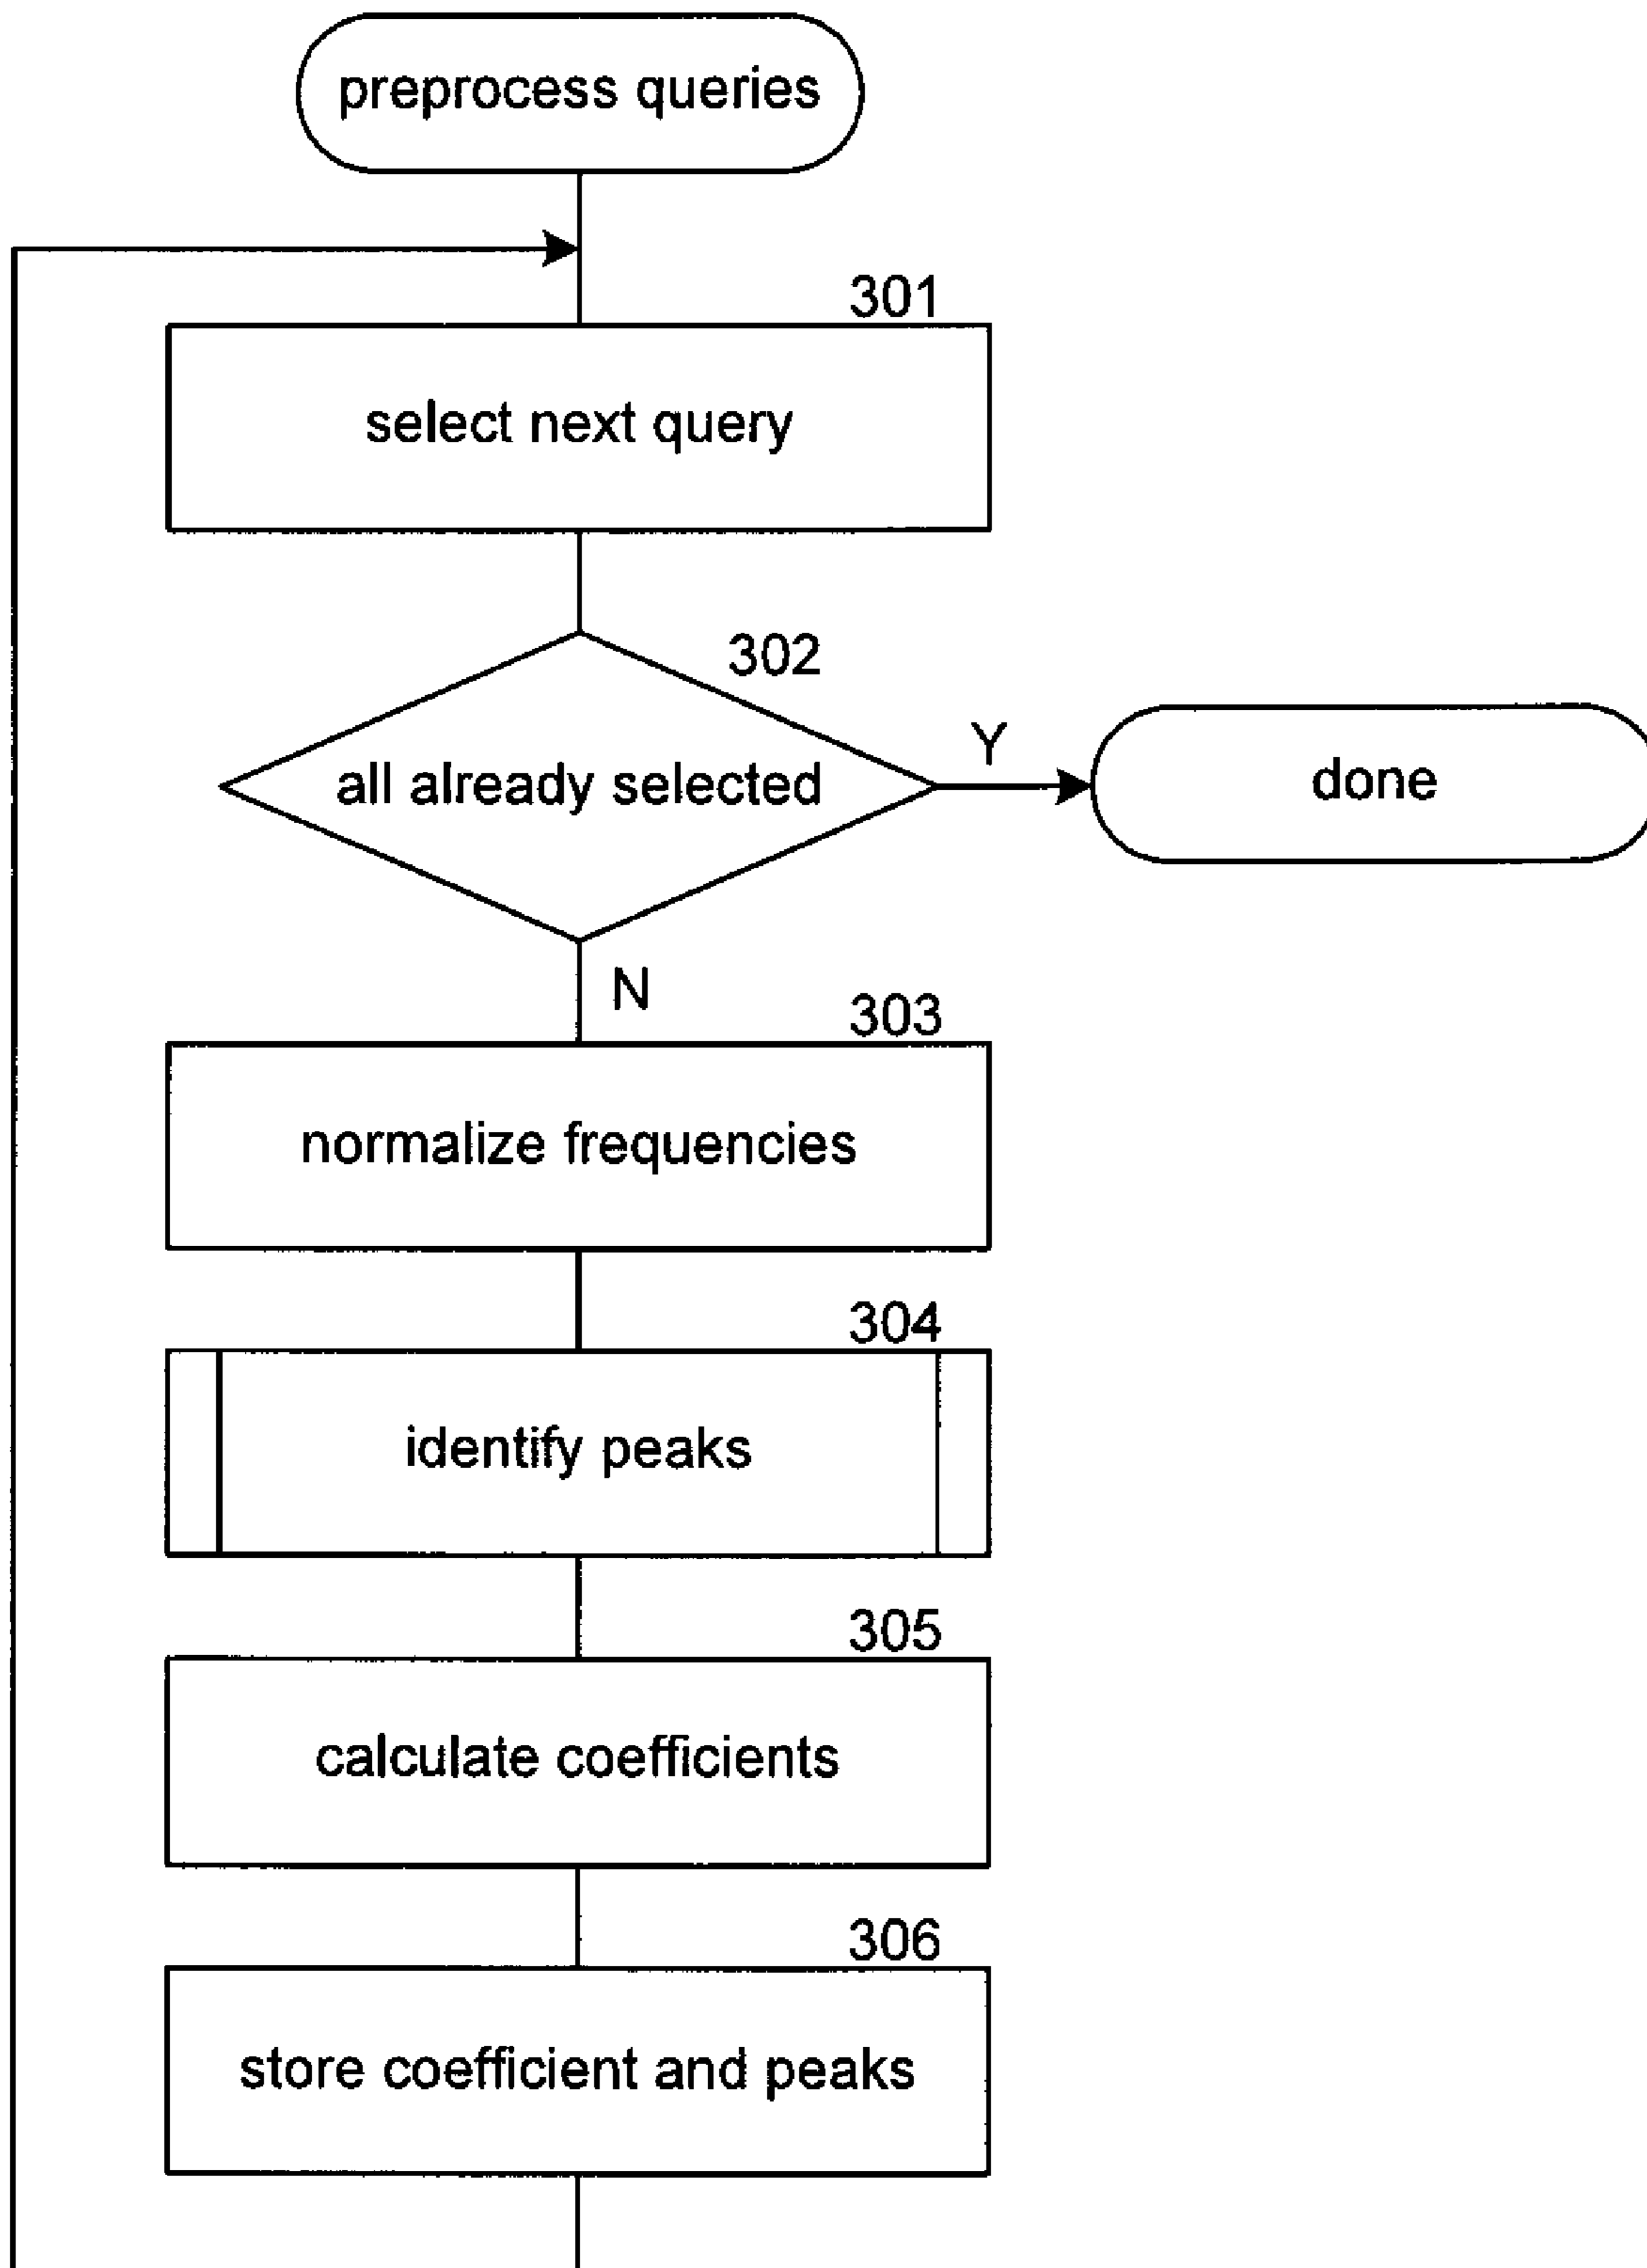 preprocess queries
301
select next query
302
all already selected
Y
done
N
303
normalize frequencies
304
identify peaks
305
calculate coefficients
306
store coefficient and peaks